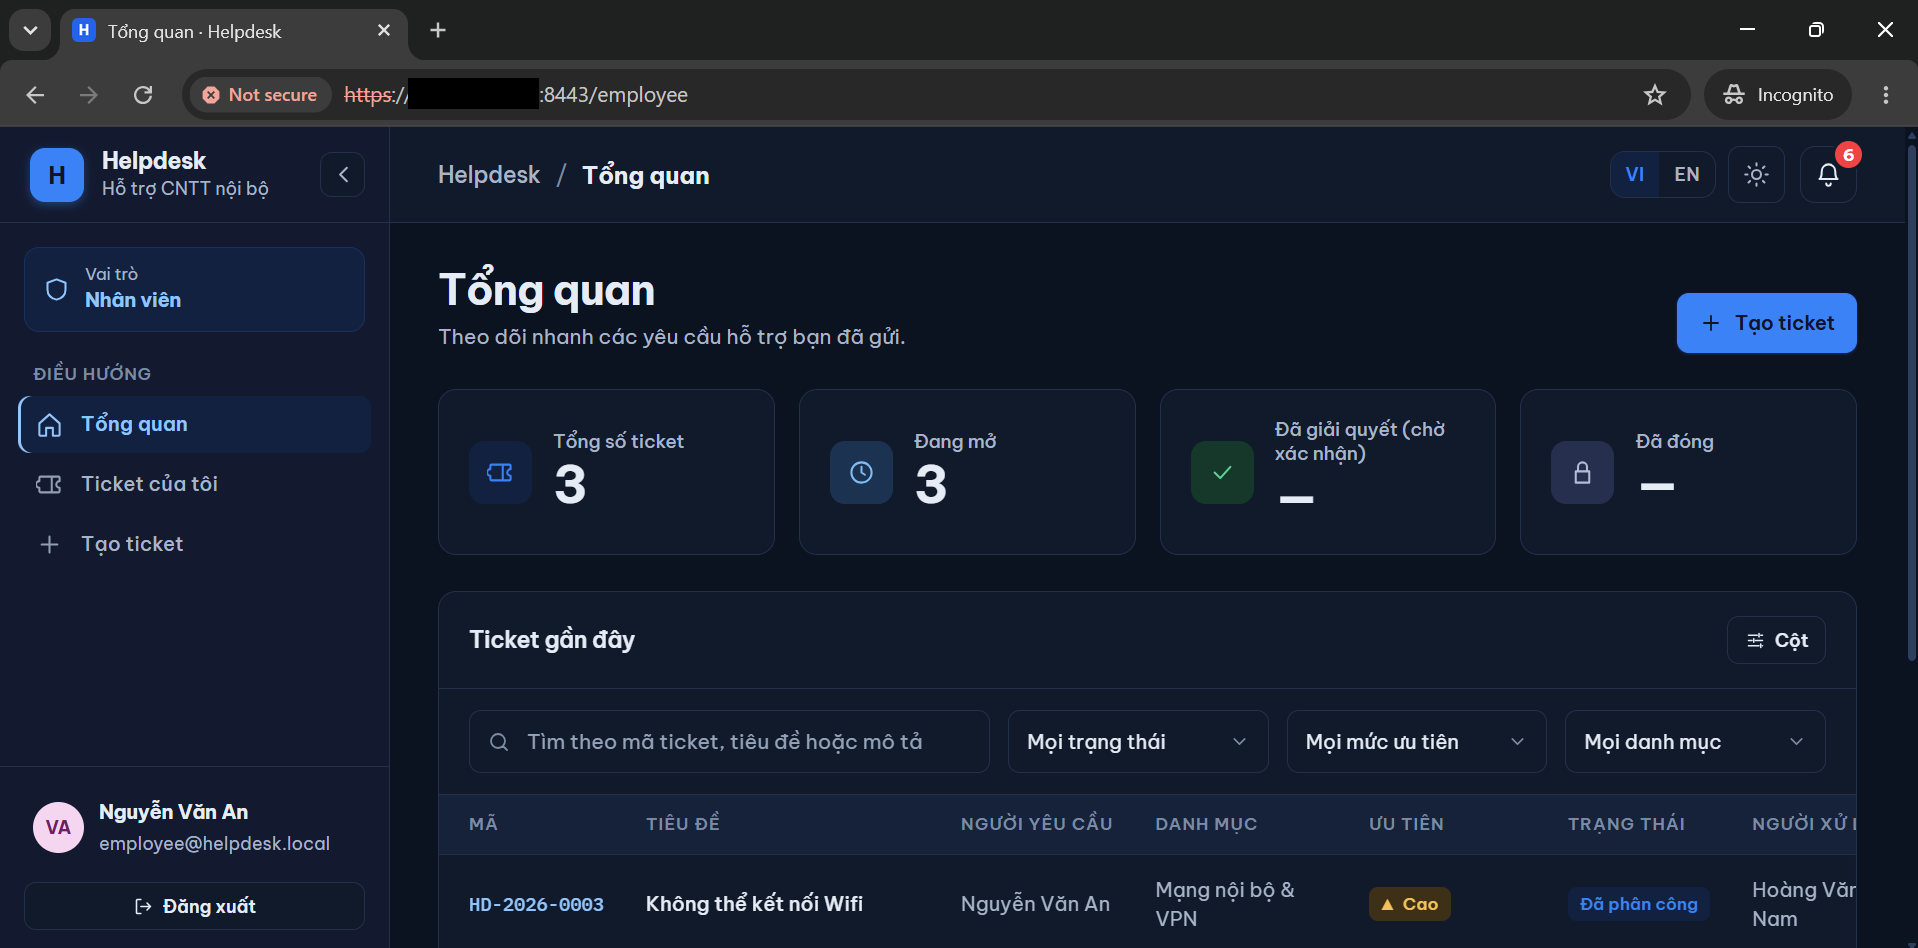 H Tổng quan · Helpdesk
Not secure https:// :8443/employee
Incognito
H
Helpdesk
Hỗ trợ CNTT nội bộ
Vai trò
Nhân viên
ĐIỀU HƯỚNG
Tổng quan
Ticket của tôi
Tạo ticket
VA
Nguyễn Văn An
employee@helpdesk.local
Đăng xuất
Helpdesk / Tổng quan
VI EN
6
Tổng quan
Theo dõi nhanh các yêu cầu hỗ trợ bạn đã gửi.
+ Tạo ticket
Tổng số ticket
3
Đang mở
3
Đã giải quyết (chờ
xác nhận)
—
Đã đóng
—
Ticket gần đây
Cột
Tìm theo mã ticket, tiêu đề hoặc mô tả
Mọi trạng thái
Mọi mức ưu tiên
Mọi danh mục
MÃ TIÊU ĐỀ NGƯỜI YÊU CẦU DANH MỤC ƯU TIÊN TRẠNG THÁI NGƯỜI XỬ
HD-2026-0003 Không thể kết nối Wifi Nguyễn Văn An Mạng nội bộ & Cao Đã phân công Hoàng Văn
VPN Nam